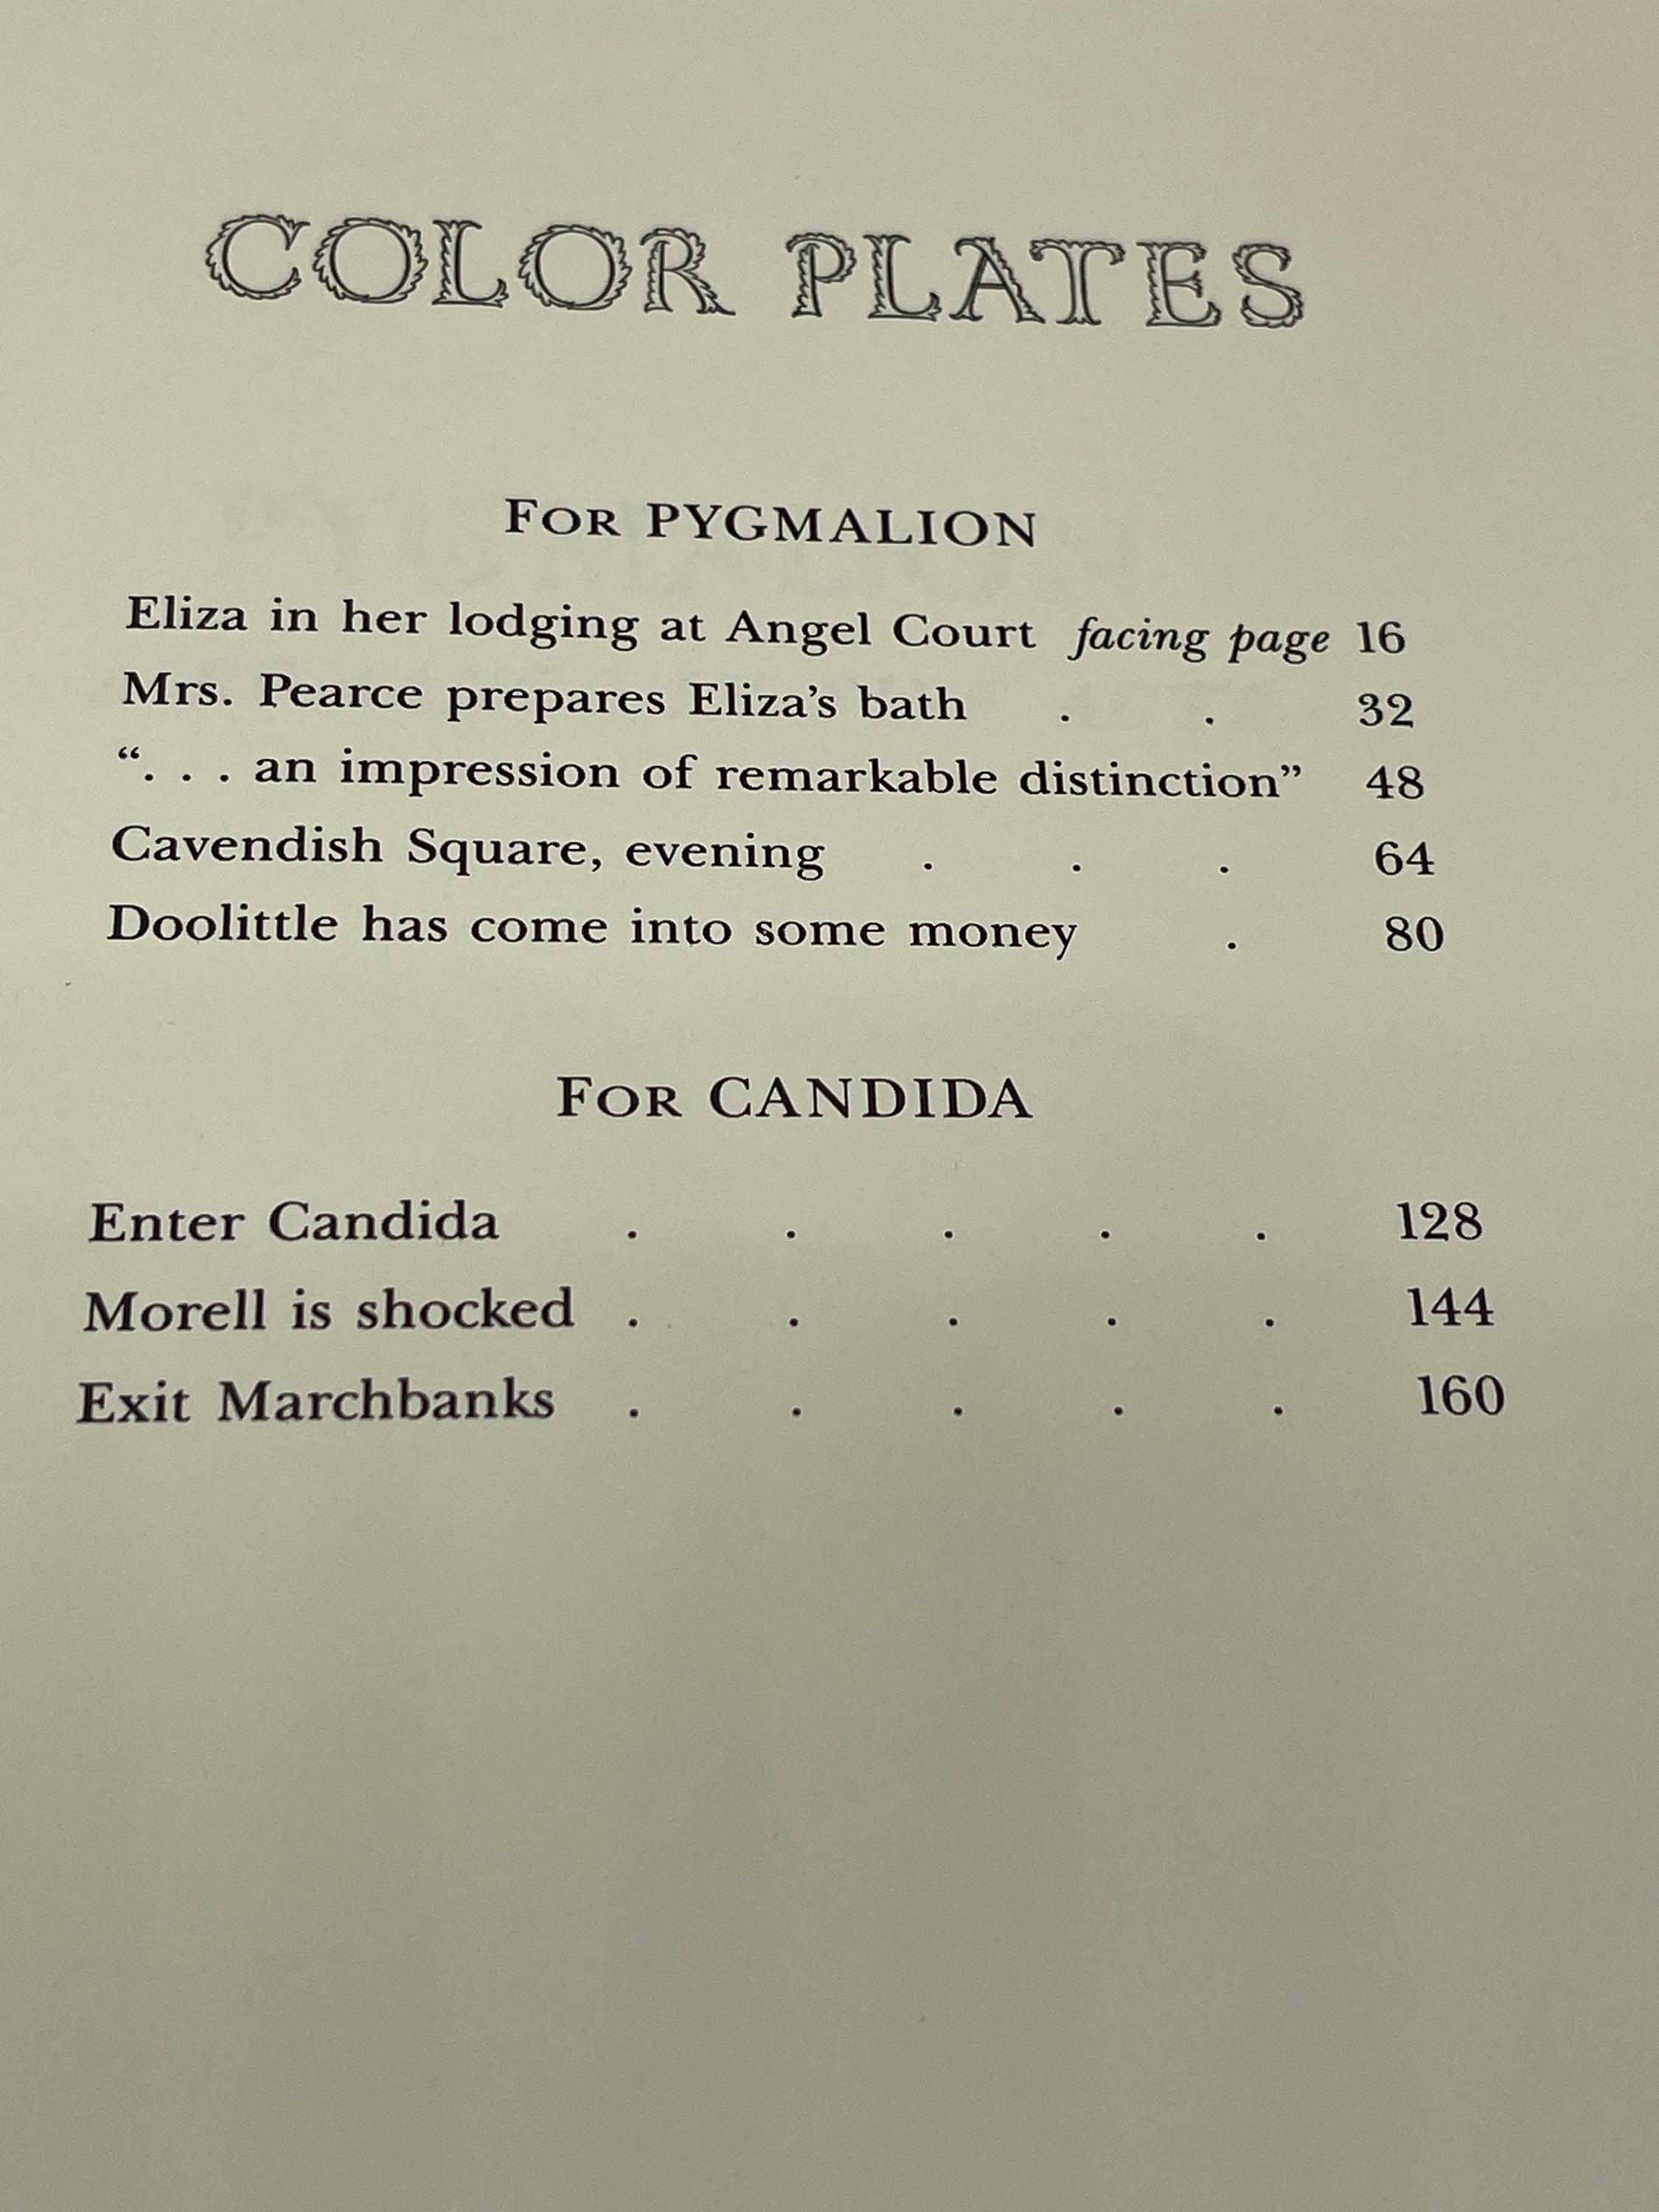 COLOR PLATES
FOR PYGMALION
Eliza in her lodging at Angel Court facing page 16
Mrs. Pearce prepares Eliza’s bath . . 32
“. . . an impression of remarkable distinction” 48
Cavendish Square, evening . . . 64
Doolittle has come into some money . 80
FOR CANDIDA
Enter Candida . . . . . 128
Morell is shocked . . . . . 144
Exit Marchbanks . . . . . 160